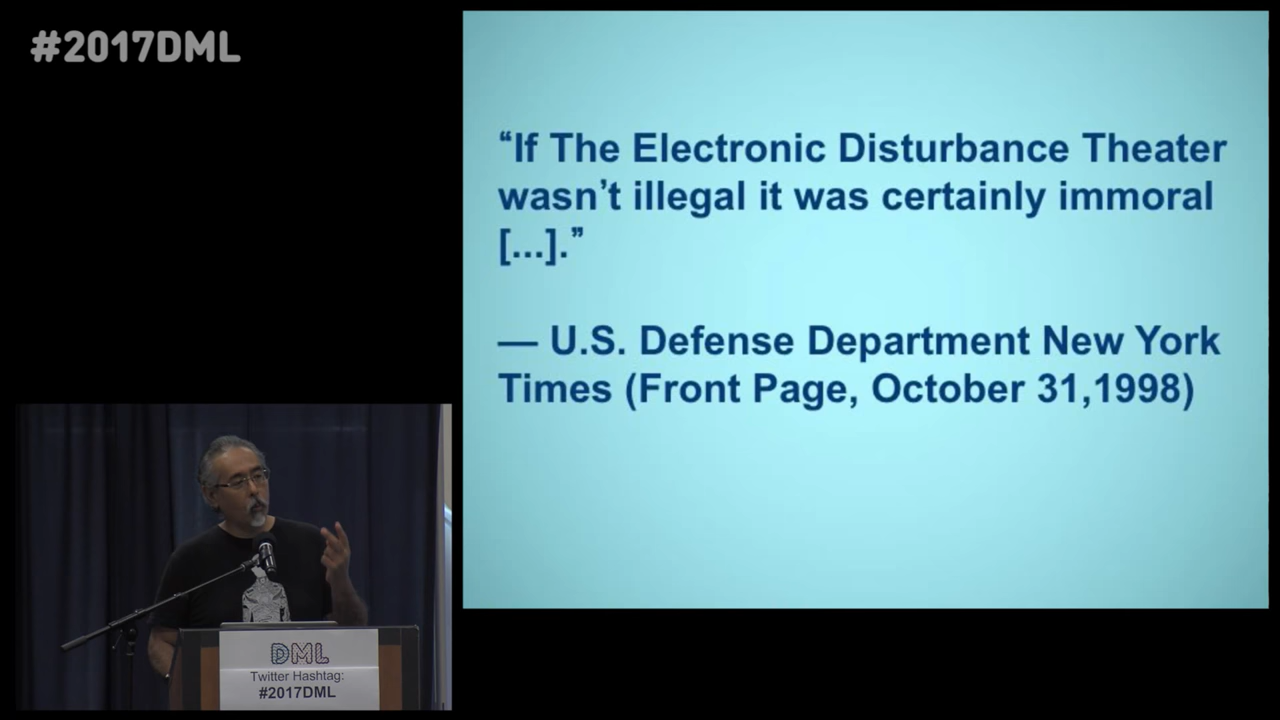 #2017DML
“If The Electronic Disturbance Theater
wasn’t illegal it was certainly immoral
[...].”
— U.S. Defense Department New York
Times (Front Page, October 31,1998)
DML
Twitter Hashtag:
#2017DML